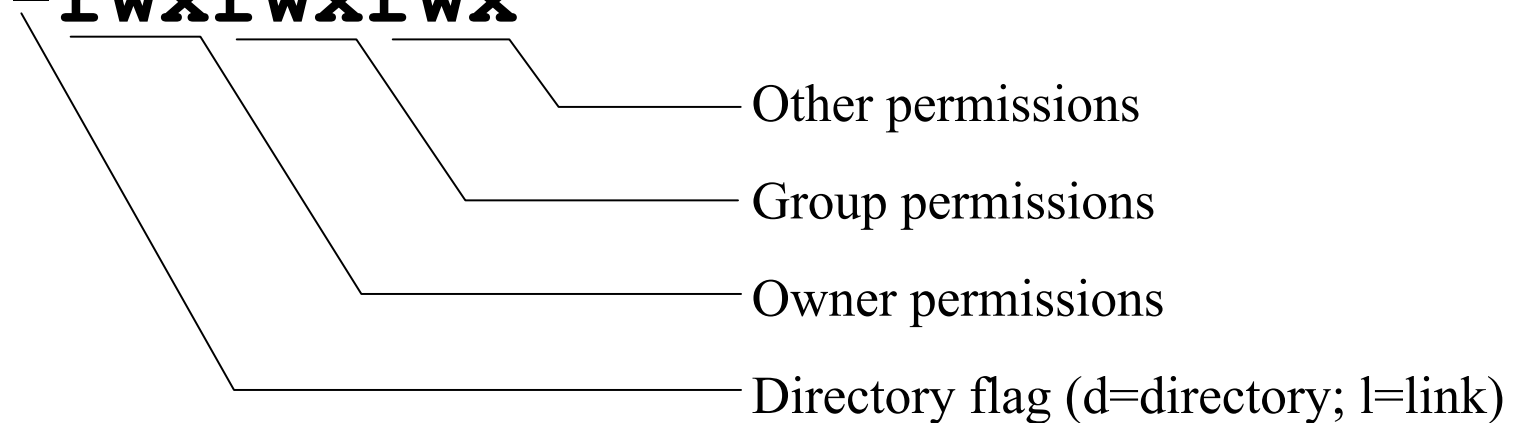 -rwxrwxrwx
Other permissions
Group permissions
Owner permissions
Directory flag (d=directory; l=link)